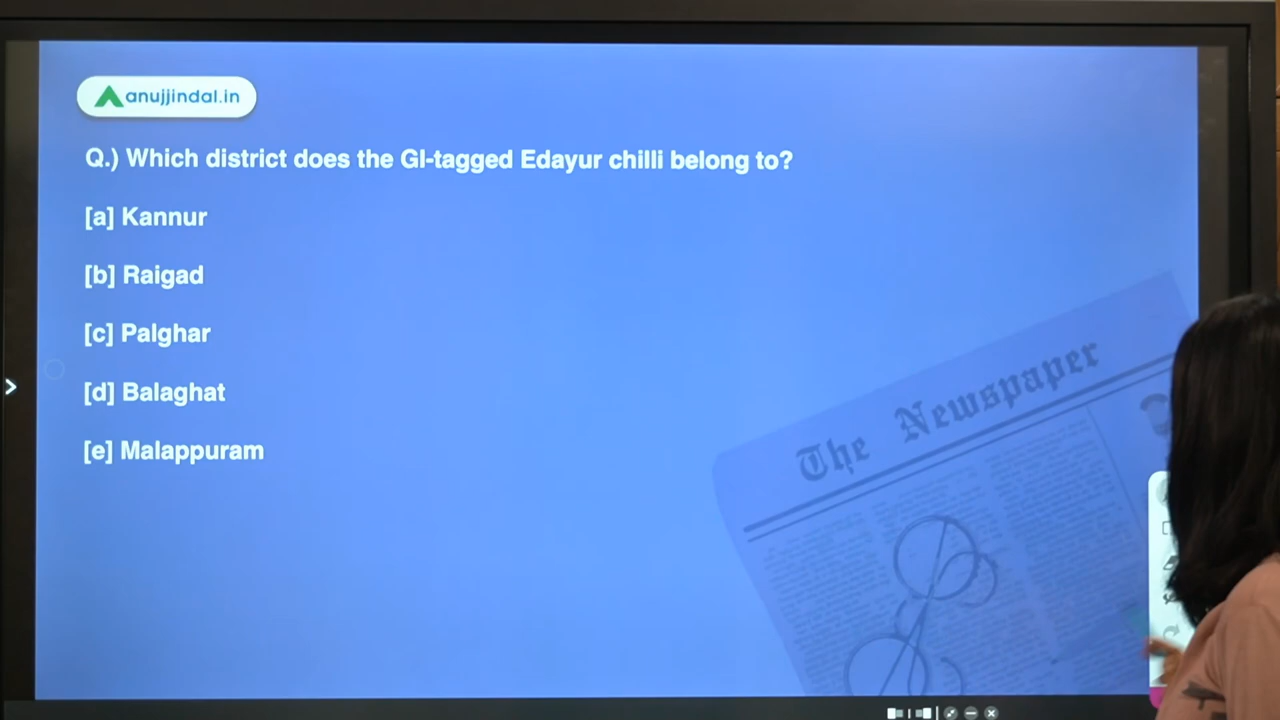 anujjindal.in
Q.) Which district does the GI-tagged Edayur chilli belong to?
[a] Kannur
[b] Raigad
[c] Palghar
[d] Balaghat
[e] Malappuram
The Newspaper